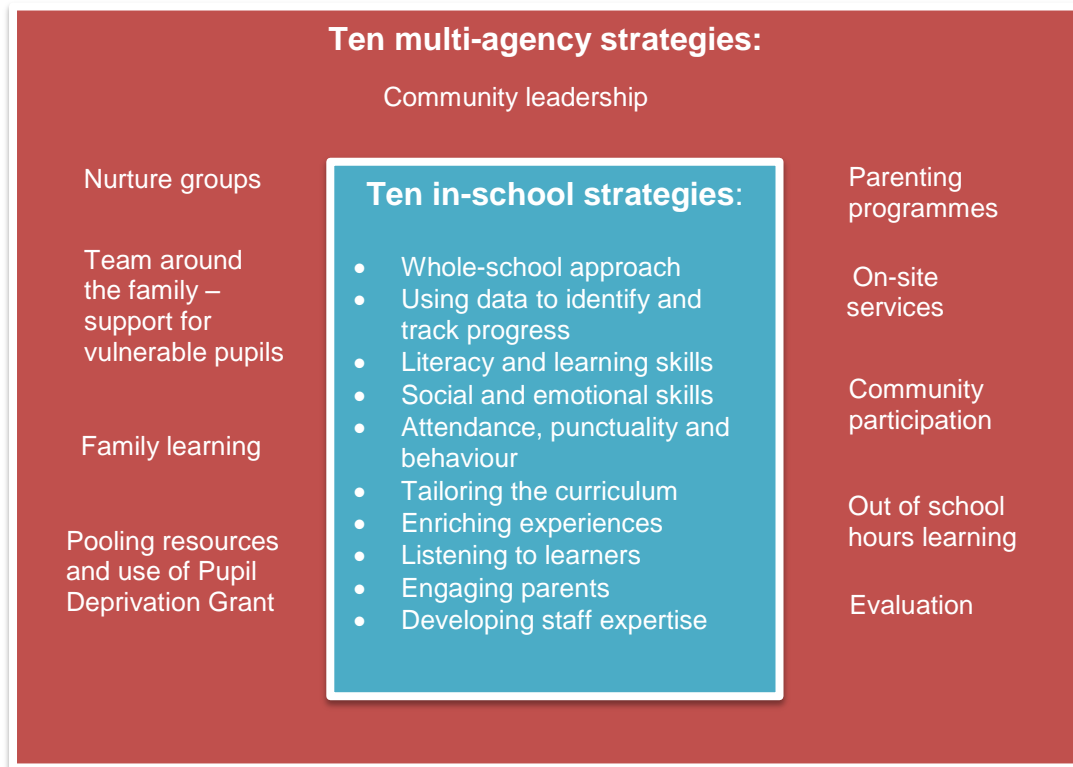 Ten multi-agency strategies:
Community leadership
Nurture groups
Team around
the family –
support for
vulnerable pupils
Family learning
Pooling resources
and use of Pupil
Deprivation Grant
Ten in-school strategies:
• Whole-school approach
• Using data to identify and
track progress
• Literacy and learning skills
• Social and emotional skills
• Attendance, punctuality and
behaviour
• Tailoring the curriculum
• Enriching experiences
• Listening to learners
• Engaging parents
• Developing staff expertise
Parenting
programmes
On-site
services
Community
participation
Out of school
hours learning
Evaluation